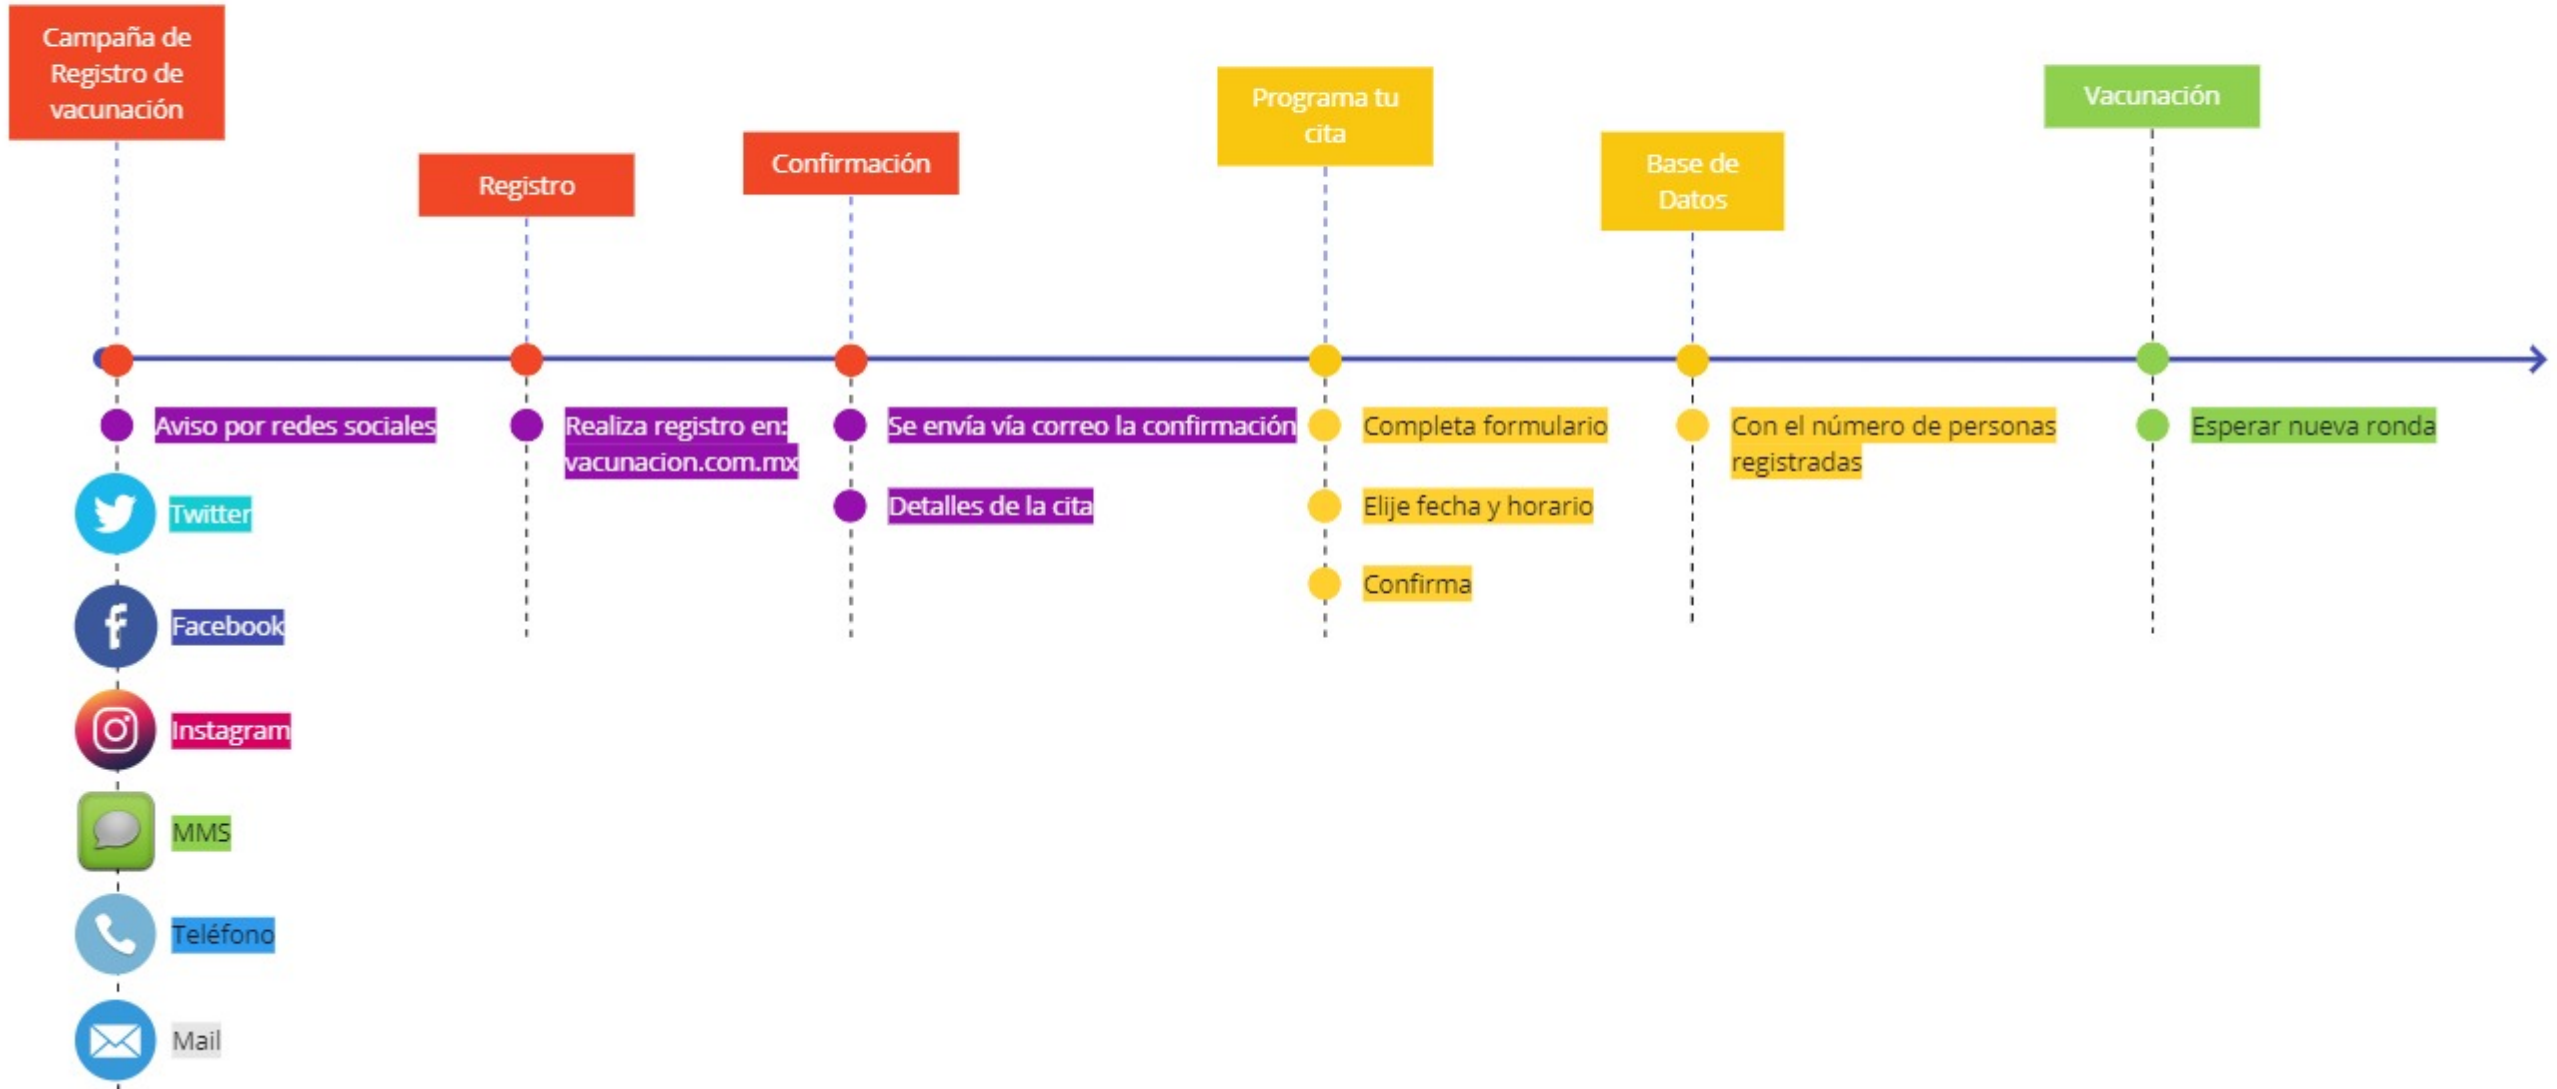 Campaña de
Registro de
vacunación
Registro
Confirmación
Programa tu
cita
Base de
Datos
Vacunación
Aviso por redes sociales
Twitter
Facebook
Instagram
MMS
Teléfono
Mail
Realiza registro en:
vacunacion.com.mx
Se envía vía correo la confirmación
Detalles de la cita
Completa formulario
Elije fecha y horario
Confirma
Con el número de personas
registradas
Esperar nueva ronda